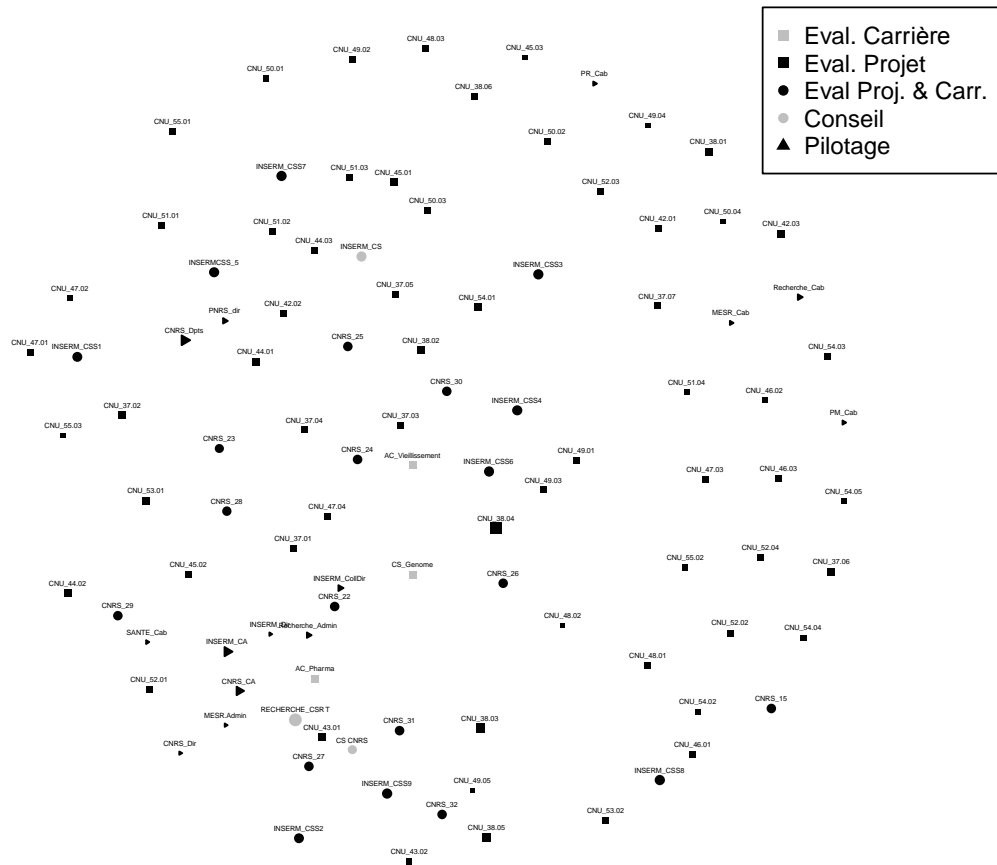 Eval. Carrière
Eval. Projet
Eval Proj. & Carr.
Conseil
Pilotage
CNU_48.03
CNU_49.02
CNU_45.03
CNU_50.01
PR_Cab
CNU_38.06
CNU_49.04
CNU_55.01
CNU_50.02
CNU_38.01
INSERM_CSS7
CNU_51.03
CNU_45.01
CNU_52.03
CNU_50.03
CNU_51.01
CNU_51.02
CNU_42.01
CNU_50.04
CNU_42.03
CNU_44.03
INSERM_CS
INSERMCSS_5
INSERM_CSS3
CNU_47.02
CNU_37.05
Recherche_Cab
CNU_42.02
CNU_54.01
CNU_37.07
PNRS_dir
MESR_Cab
CNRS_Dpts
CNU_47.01
INSERM_CSS1
CNRS_25
CNU_38.02
CNU_54.03
CNU_44.01
CNRS_30
CNU_51.04
CNU_46.02
INSERM_CSS4
CNU_37.02
PM_Cab
CNU_37.04
CNU_37.03
CNU_55.03
CNRS_23
CNRS_24
AC_Vieillissement
INSERM_CSS6
CNU_49.01
CNU_47.03
CNU_46.03
CNU_49.03
CNU_53.01
CNRS_28
CNU_54.05
CNU_47.04
CNU_38.04
CNU_37.01
CNU_52.04
CNU_55.02
CNU_37.06
CNU_45.02
CS_Genome
CNRS_26
CNU_44.02
INSERM_CollDir
CNRS_29
CNRS_22
CNU_48.02
SANTE_Cab
Recherche_Admin
CNU_52.02
CNU_54.04
INSERM_CA
CNU_48.01
AC_Pharma
CNU_52.01
CNRS_CA
CNU_54.02
CNRS_15
RECHERCHE_CSRT
MESR.Admin
CNU_43.01
CNRS_31
CNU_38.03
CNRS_Dir
CS CNRS
CNU_46.01
CNRS_27
INSERM_CSS8
INSERM_CSS9
CNU_49.05
CNRS_32
CNU_53.02
INSERM_CSS2
CNU_38.05
CNU_43.02